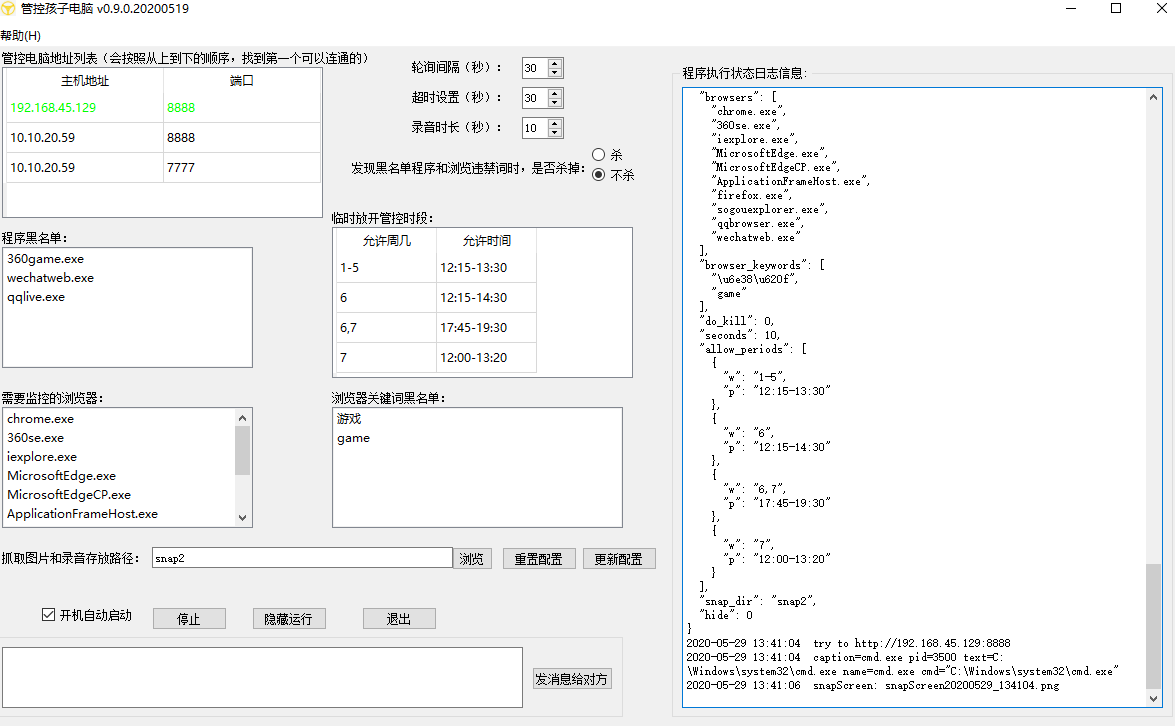 管控孩子电脑 v0.9.0.20200519
帮助(H)
管控电脑地址列表（会按照从上到下的顺序，找到第一个可以连通的）
主机地址 端口
192.168.45.129 8888
10.10.20.59 8888
10.10.20.59 7777
轮询间隔（秒）： 30
超时设置（秒）： 30
录音时长（秒）： 10
发现黑名单程序和浏览违禁词时，是否杀掉：
杀
不杀
程序黑名单：
360game.exe
wechatweb.exe
qqlive.exe
临时放开管控时段：
允许周几 允许时间
1-5 12:15-13:30
6 12:15-14:30
6,7 17:45-19:30
7 12:00-13:20
需要监控的浏览器：
chrome.exe
360se.exe
iexplore.exe
MicrosoftEdge.exe
MicrosoftEdgeCP.exe
ApplicationFrameHost.exe
浏览器关键词黑名单：
游戏
game
抓取图片和录音存放路径： snap2 浏览 重置配置 更新配置
开机自动启动 停止 隐藏运行 退出
发消息给对方
程序执行状态日志信息：
"browsers": [
"chrome.exe",
"360se.exe",
"iexplore.exe",
"MicrosoftEdge.exe",
"MicrosoftEdgeCP.exe",
"ApplicationFrameHost.exe",
"firefox.exe",
"sogouexplorer.exe",
"qqbrowser.exe",
"wechatweb.exe"
],
"browser_keywords": [
"\u6e38\u620f",
"game"
],
"do_kill": 0,
"seconds": 10,
"allow_periods": [
{
"w": "1-5",
"p": "12:15-13:30"
},
{
"w": "6",
"p": "12:15-14:30"
},
{
"w": "6,7",
"p": "17:45-19:30"
},
{
"w": "7",
"p": "12:00-13:20"
}
],
"snap_dir": "snap2",
"hide": 0
}
2020-05-29 13:41:04 try to http://192.168.45.129:8888
2020-05-29 13:41:04 caption=cmd.exe pid=3500 text=C:
\Windows\system32\cmd.exe name=cmd.exe cmd="C:\Windows\system32\cmd.exe"
2020-05-29 13:41:06 snapScreen: snapScreen20200529_134104.png